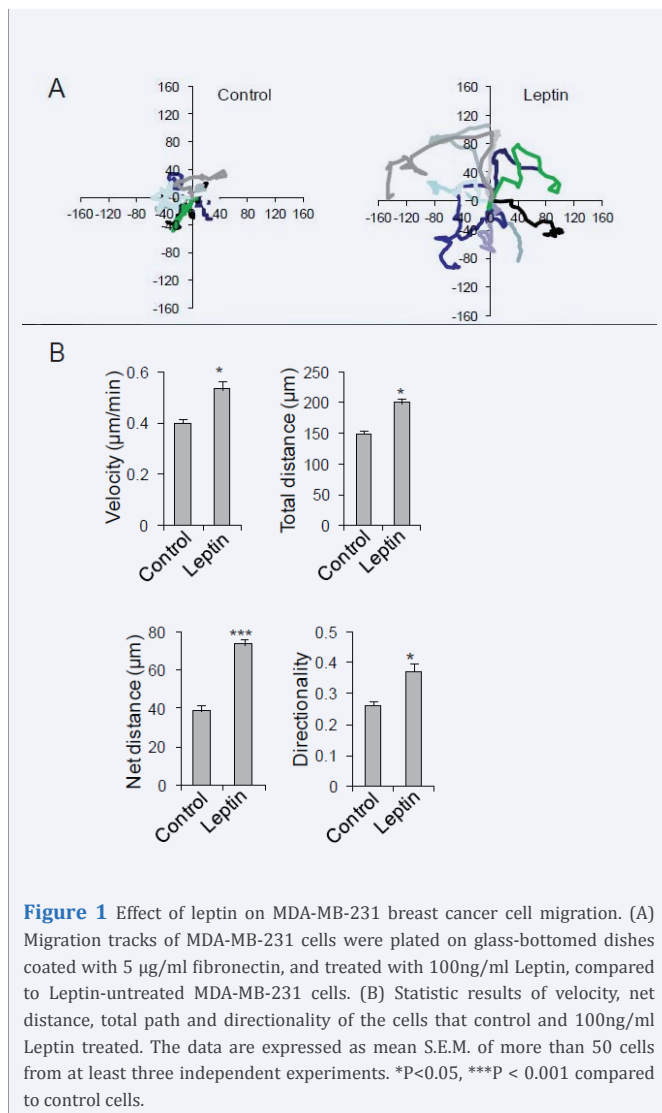 A
Control
Leptin
160
120
80
40
-0
-40
-80
-120
-160
-160 -120 -80 -40 0 40 80 120 160
160
120
80
40
-0
-40
-80
-120
-160
-160 -120 -80 -40 0 40 80 120 160
B
Velocity (µm/min)
0.6
0.4
0.2
0
*
Control
Leptin
Total distance (µm)
250
200
150
100
50
0
*
Control
Leptin
Net distance (µm)
80
60
40
20
0
***
Control
Leptin
Directionality
0.5
0.4
0.3
0.2
0.1
0
*
Control
Leptin
Figure 1 Effect of leptin on MDA-MB-231 breast cancer cell migration. (A)
Migration tracks of MDA-MB-231 cells were plated on glass-bottomed dishes
coated with 5 µg/ml fibronectin, and treated with 100ng/ml Leptin, compared
to Leptin-untreated MDA-MB-231 cells. (B) Statistic results of velocity, net
distance, total path and directionality of the cells that control and 100ng/ml
Leptin treated. The data are expressed as mean S.E.M. of more than 50 cells
from at least three independent experiments. *P<0.05, ***P < 0.001 compared
to control cells.